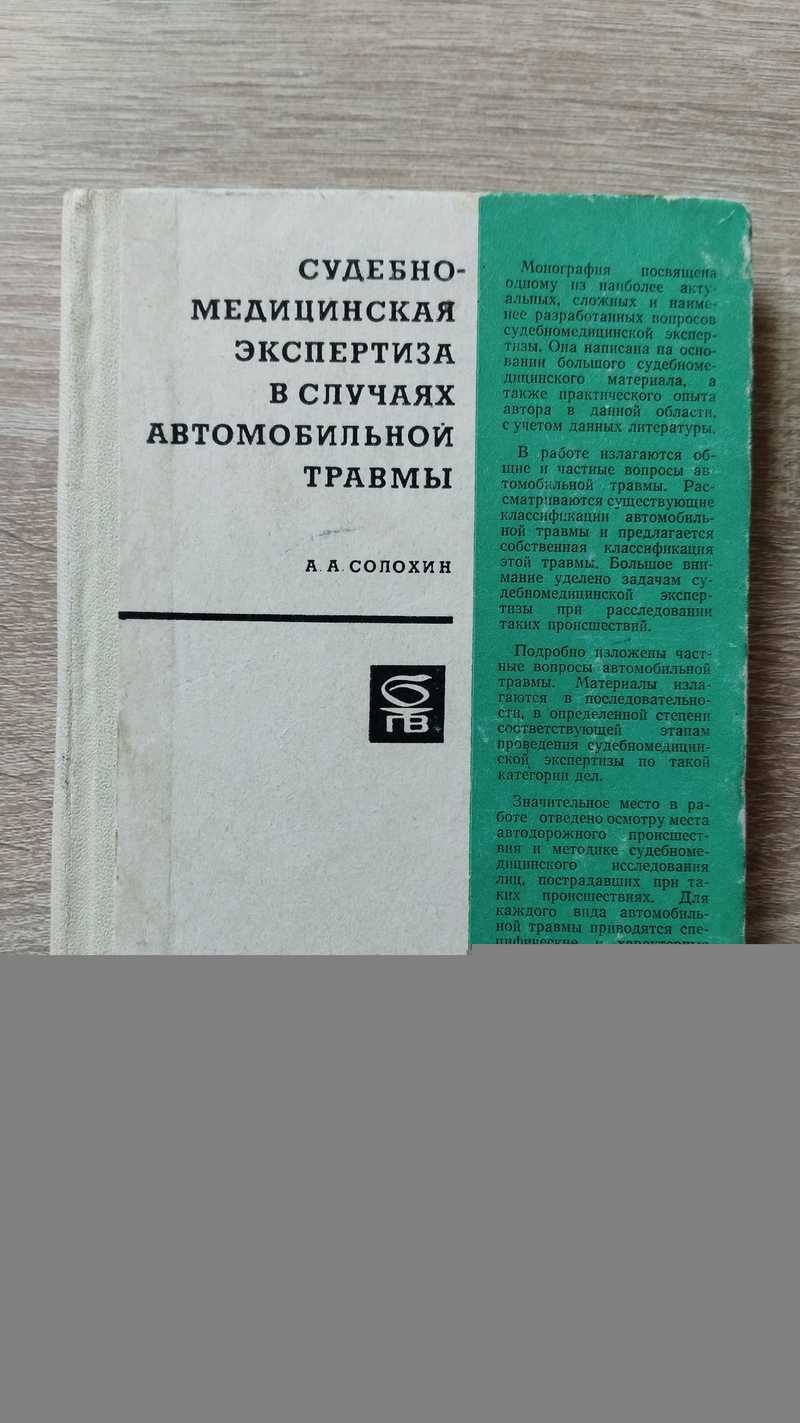 СУДЕБНО-
МЕДИЦИНСКАЯ
ЭКСПЕРТИЗА
В СЛУЧАЯХ
АВТОМОБИЛЬНОЙ
ТРАВМЫ
А. А. СОЛОХИН
БПВ
Монография посвящена
одному из наиболее акту-
альных, сложных и наиме-
нее разработанных вопросов
судебномедицинской экспер-
тизы. Она написана на осно-
вании большого судебноме-
дицинского материала, а
также практического опыта
автора в данной области,
с учетом данных литературы.
В работе излагаются об-
щие и частные вопросы ав
томобильной травмы. Рас-
сматриваются существующие
классификации автомобиль-
ной травмы и предлагается
собственная классификация
этой травмы. Большое вни-
мание уделено задачам су-
дебномедицинской экспер-
тизы при расследовании
таких происшествий.
Подробно изложены част-
ные вопросы автомобильной
травмы. Материалы изла-
гаются в последовательно-
сти, в определенной степени
соответствующей этапам
проведения судебномедицин-
ской экспертизы по такой
категории дел.
Значительное место в ра-
боте отведено осмотру места
автодорожного происшест-
вия и методике судебноме-
дицинского исследования
лиц, пострадавших при та-
ких происшествиях. Для
каждого вида автомобиль-
ной травмы приводятся спе-
цифические и характерные